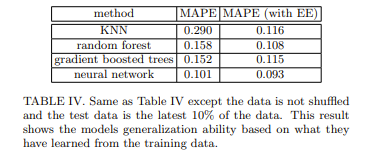 method MAPE MAPE (with EE)
KNN 0.290 0.116
random forest 0.158 0.108
gradient boosted trees 0.152 0.115
neural network 0.101 0.093
TABLE IV. Same as Table IV except the data is not shuffled
and the test data is the latest 10% of the data. This result
shows the models generalization ability based on what they
have learned from the training data.